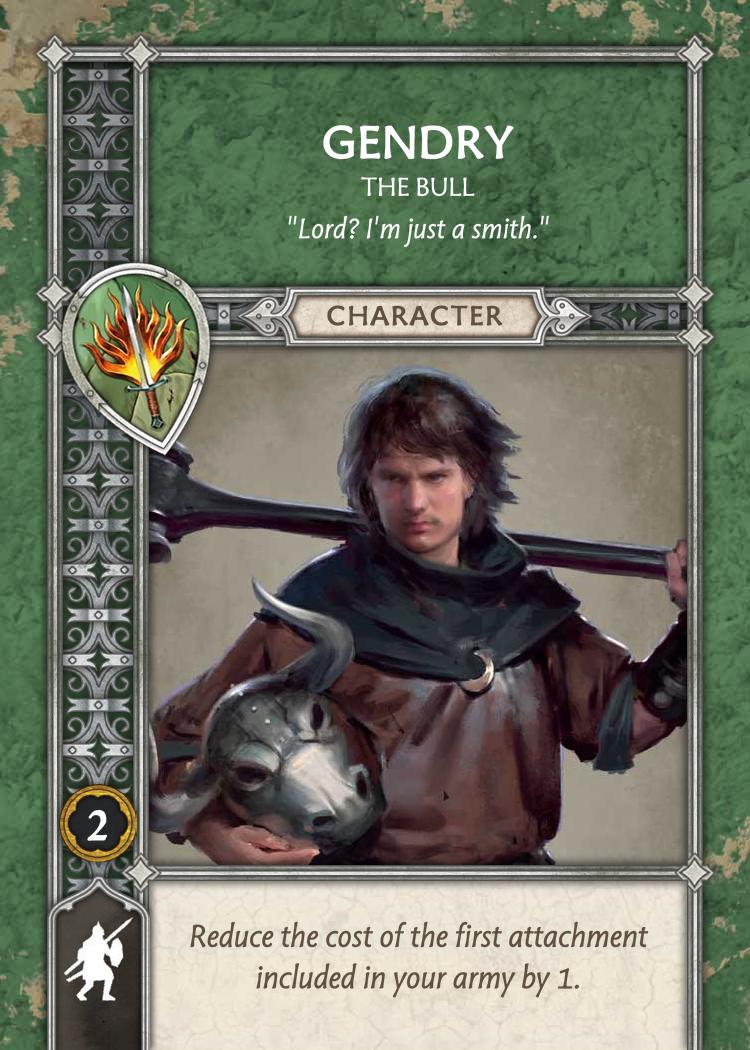 GENDRY
THE BULL
"Lord? I'm just a smith."
CHARACTER
2
Reduce the cost of the first attachment
included in your army by 1.